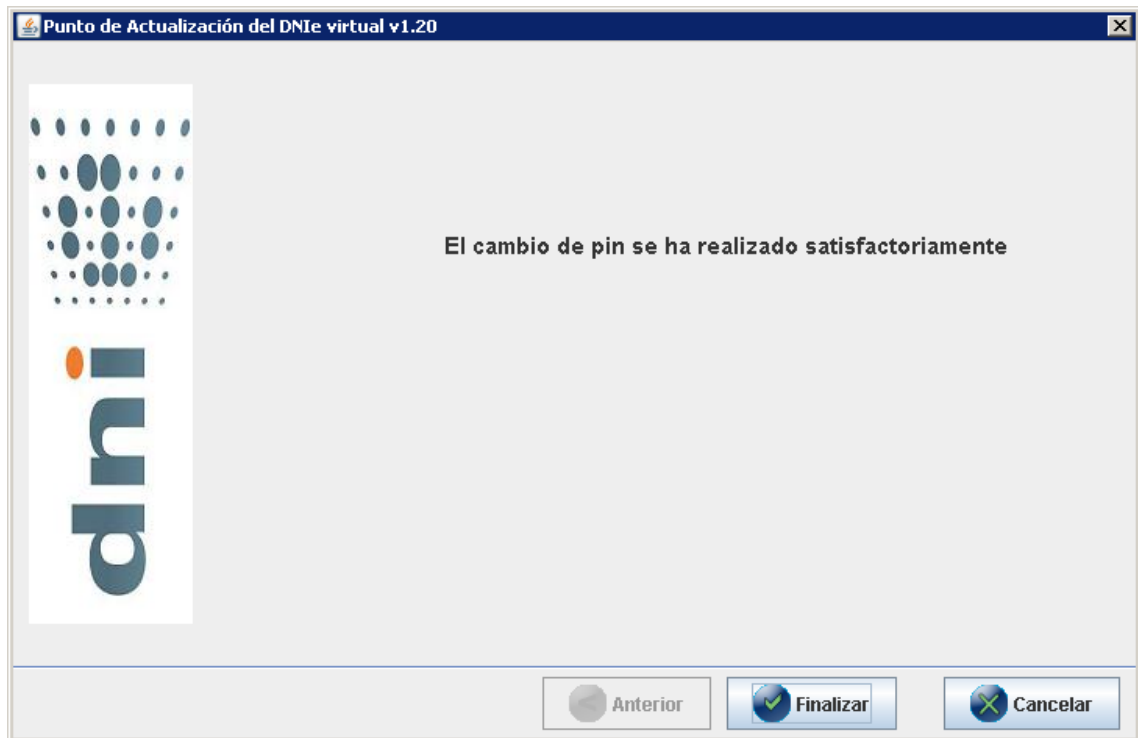 Punto de Actualización del DNIe virtual v1.20
dni
El cambio de pin se ha realizado satisfactoriamente
Anterior
Finalizar
Cancelar